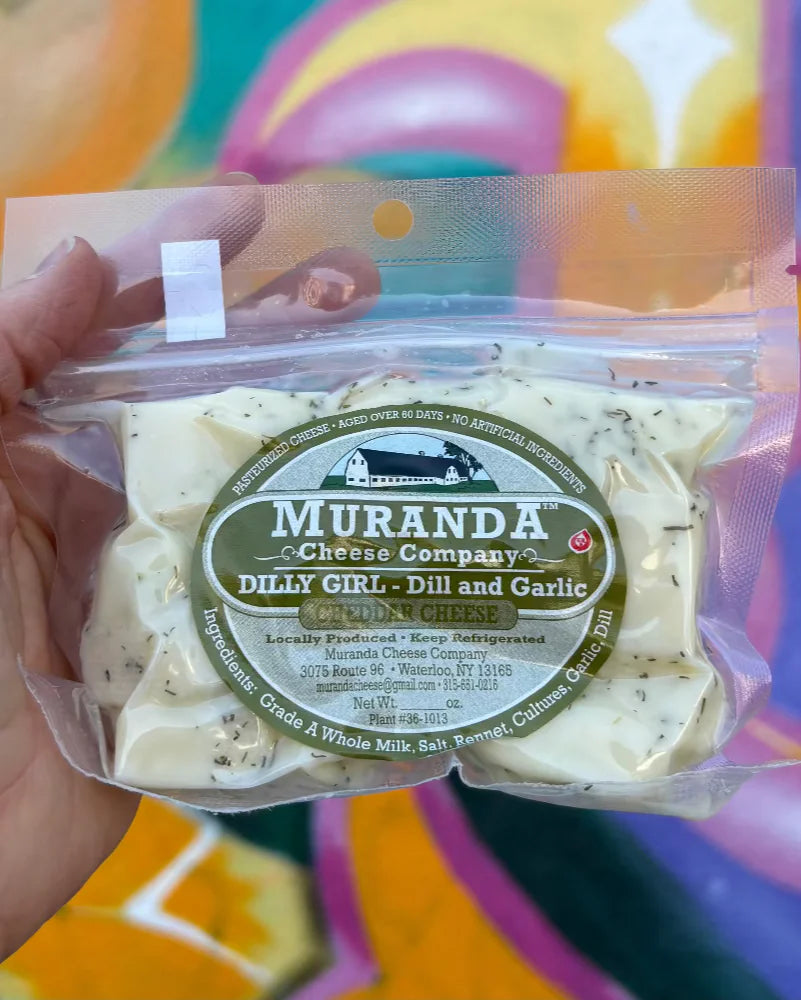 PASTEURIZED CHEESE • AGED OVER 60 DAYS • NO ARTIFICIAL INGREDIENTS
MURANDA™
Cheese Company
DILLY GIRL - Dill and Garlic
CHEDDAR CHEESE
Locally Produced • Keep Refrigerated
Muranda Cheese Company
3075 Route 96 • Waterloo, NY 13165
murandacheese@gmail.com • 315-651-0216
Net Wt. ______ oz.
Plant #36-1013
Ingredients: Grade A Whole Milk, Salt, Rennet, Cultures, Garlic, Dill